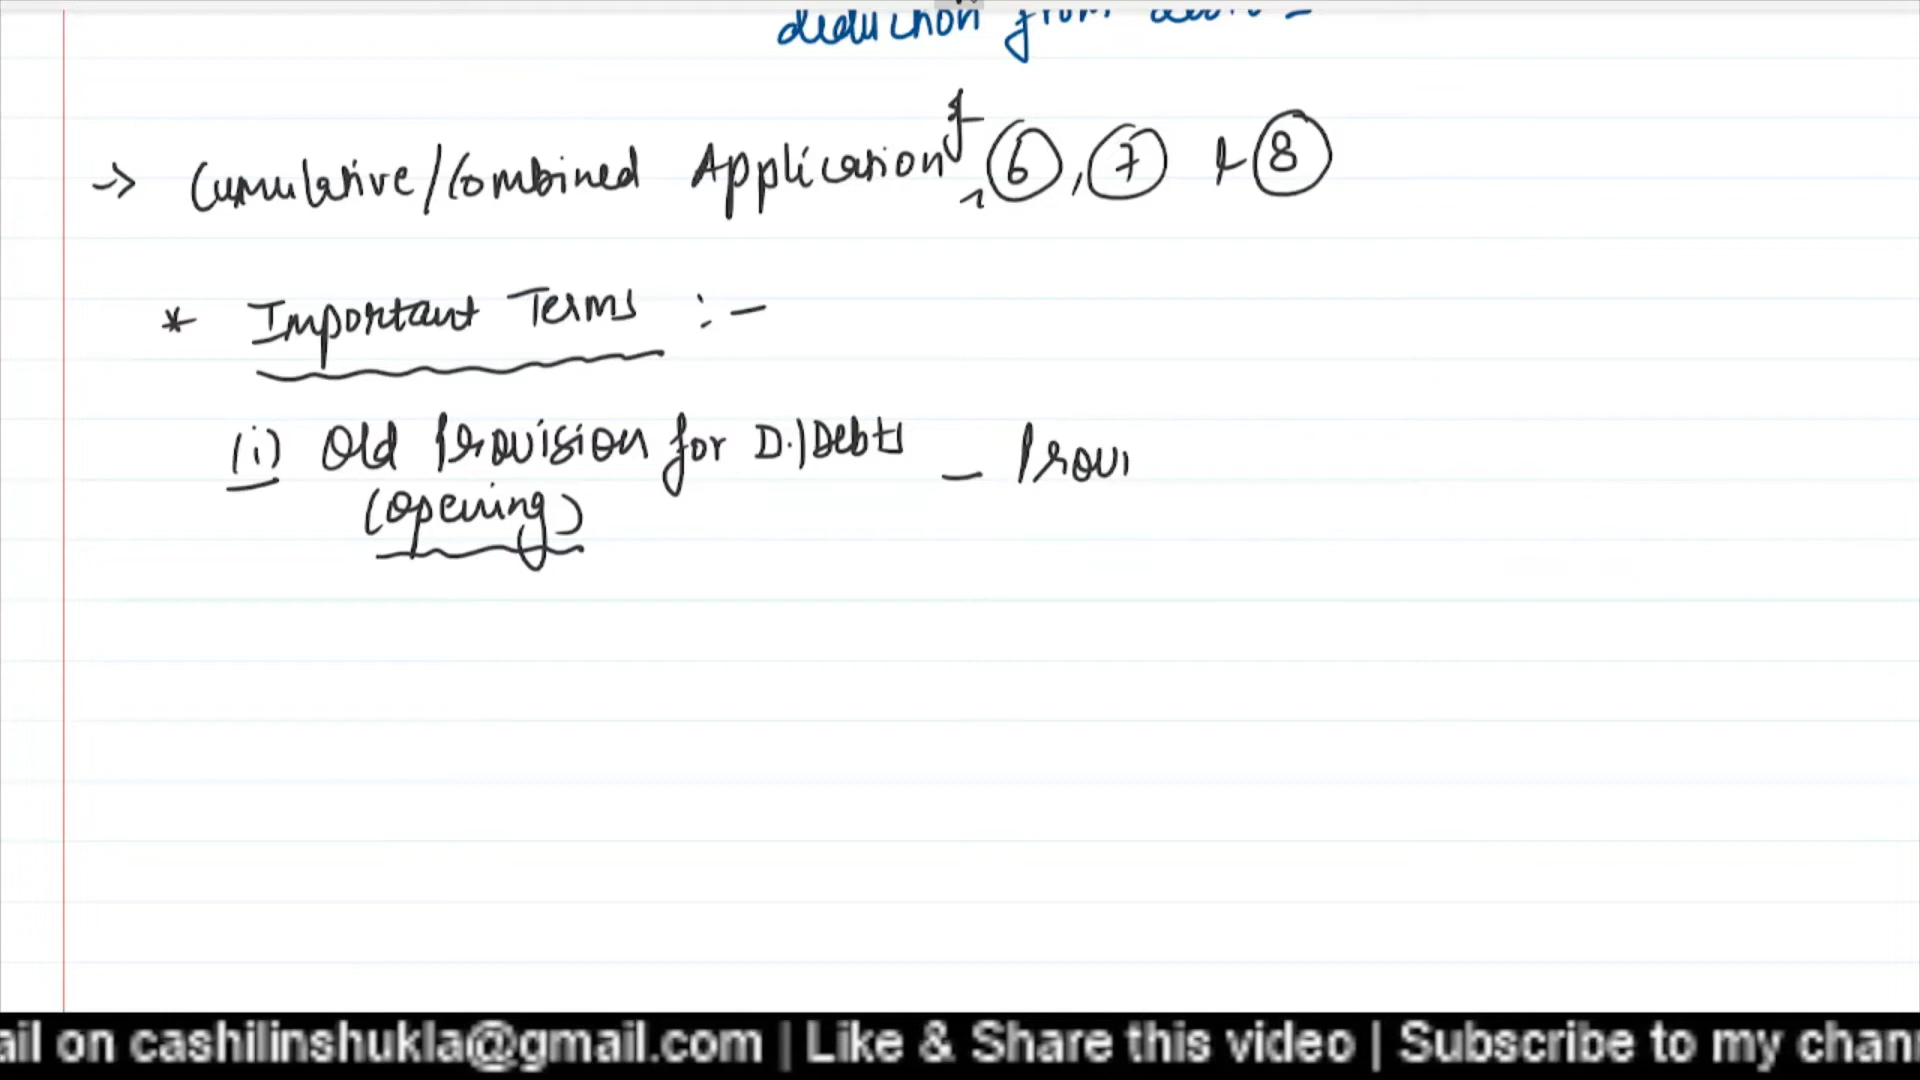 deduction from
→ Cumulative/Combined Application of 6, 7 & 8
* Important Terms :-
(i) Old Provision for D.|Debts - Provi
(opening)
ail on cashilinshukla@gmail.com | Like & Share this video | Subscribe to my chan